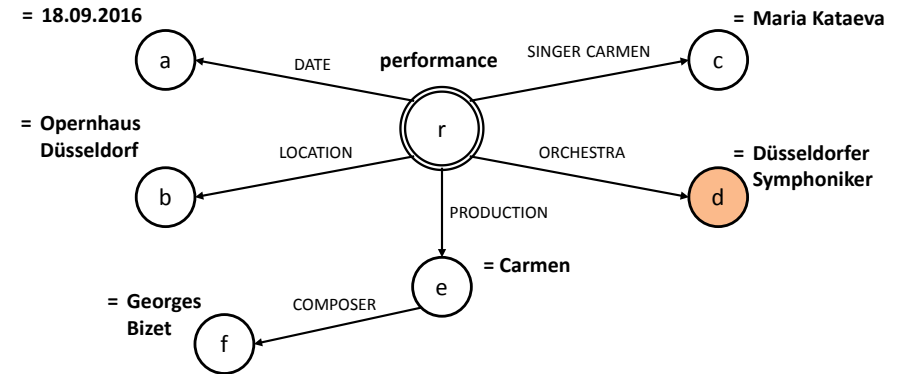 = 18.09.2016
a
DATE
performance
SINGER CARMEN
= Maria Kataeva
c
r
= Opernhaus
Düsseldorf
b
LOCATION
ORCHESTRA
= Düsseldorfer
Symphoniker
d
PRODUCTION
e
= Carmen
= Georges
Bizet
COMPOSER
f